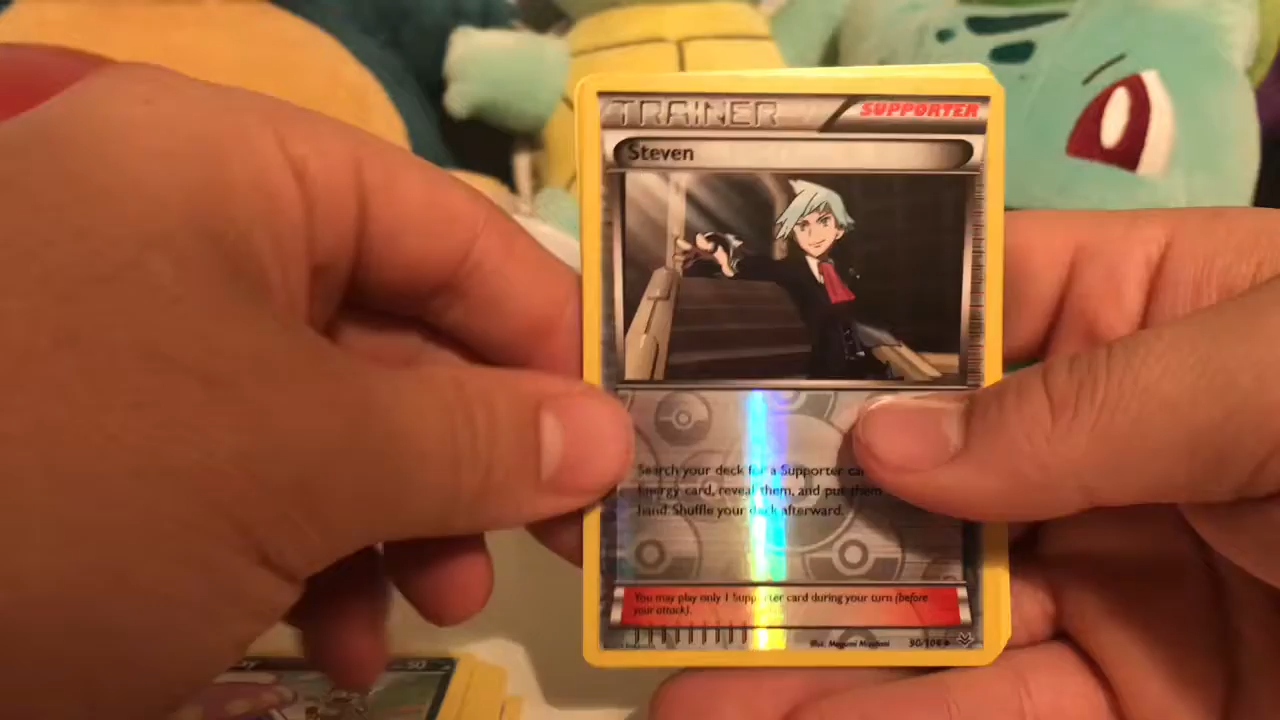 TRAINER SUPPORTER
Steven
Search your deck for a Supporter
Energy card, reveal them, and put them
hand. Shuffle your deck afterward.
You may play only 1 Supporter card during your turn (before
your attack).
Illus. Megumi Mizutani 90/108
50